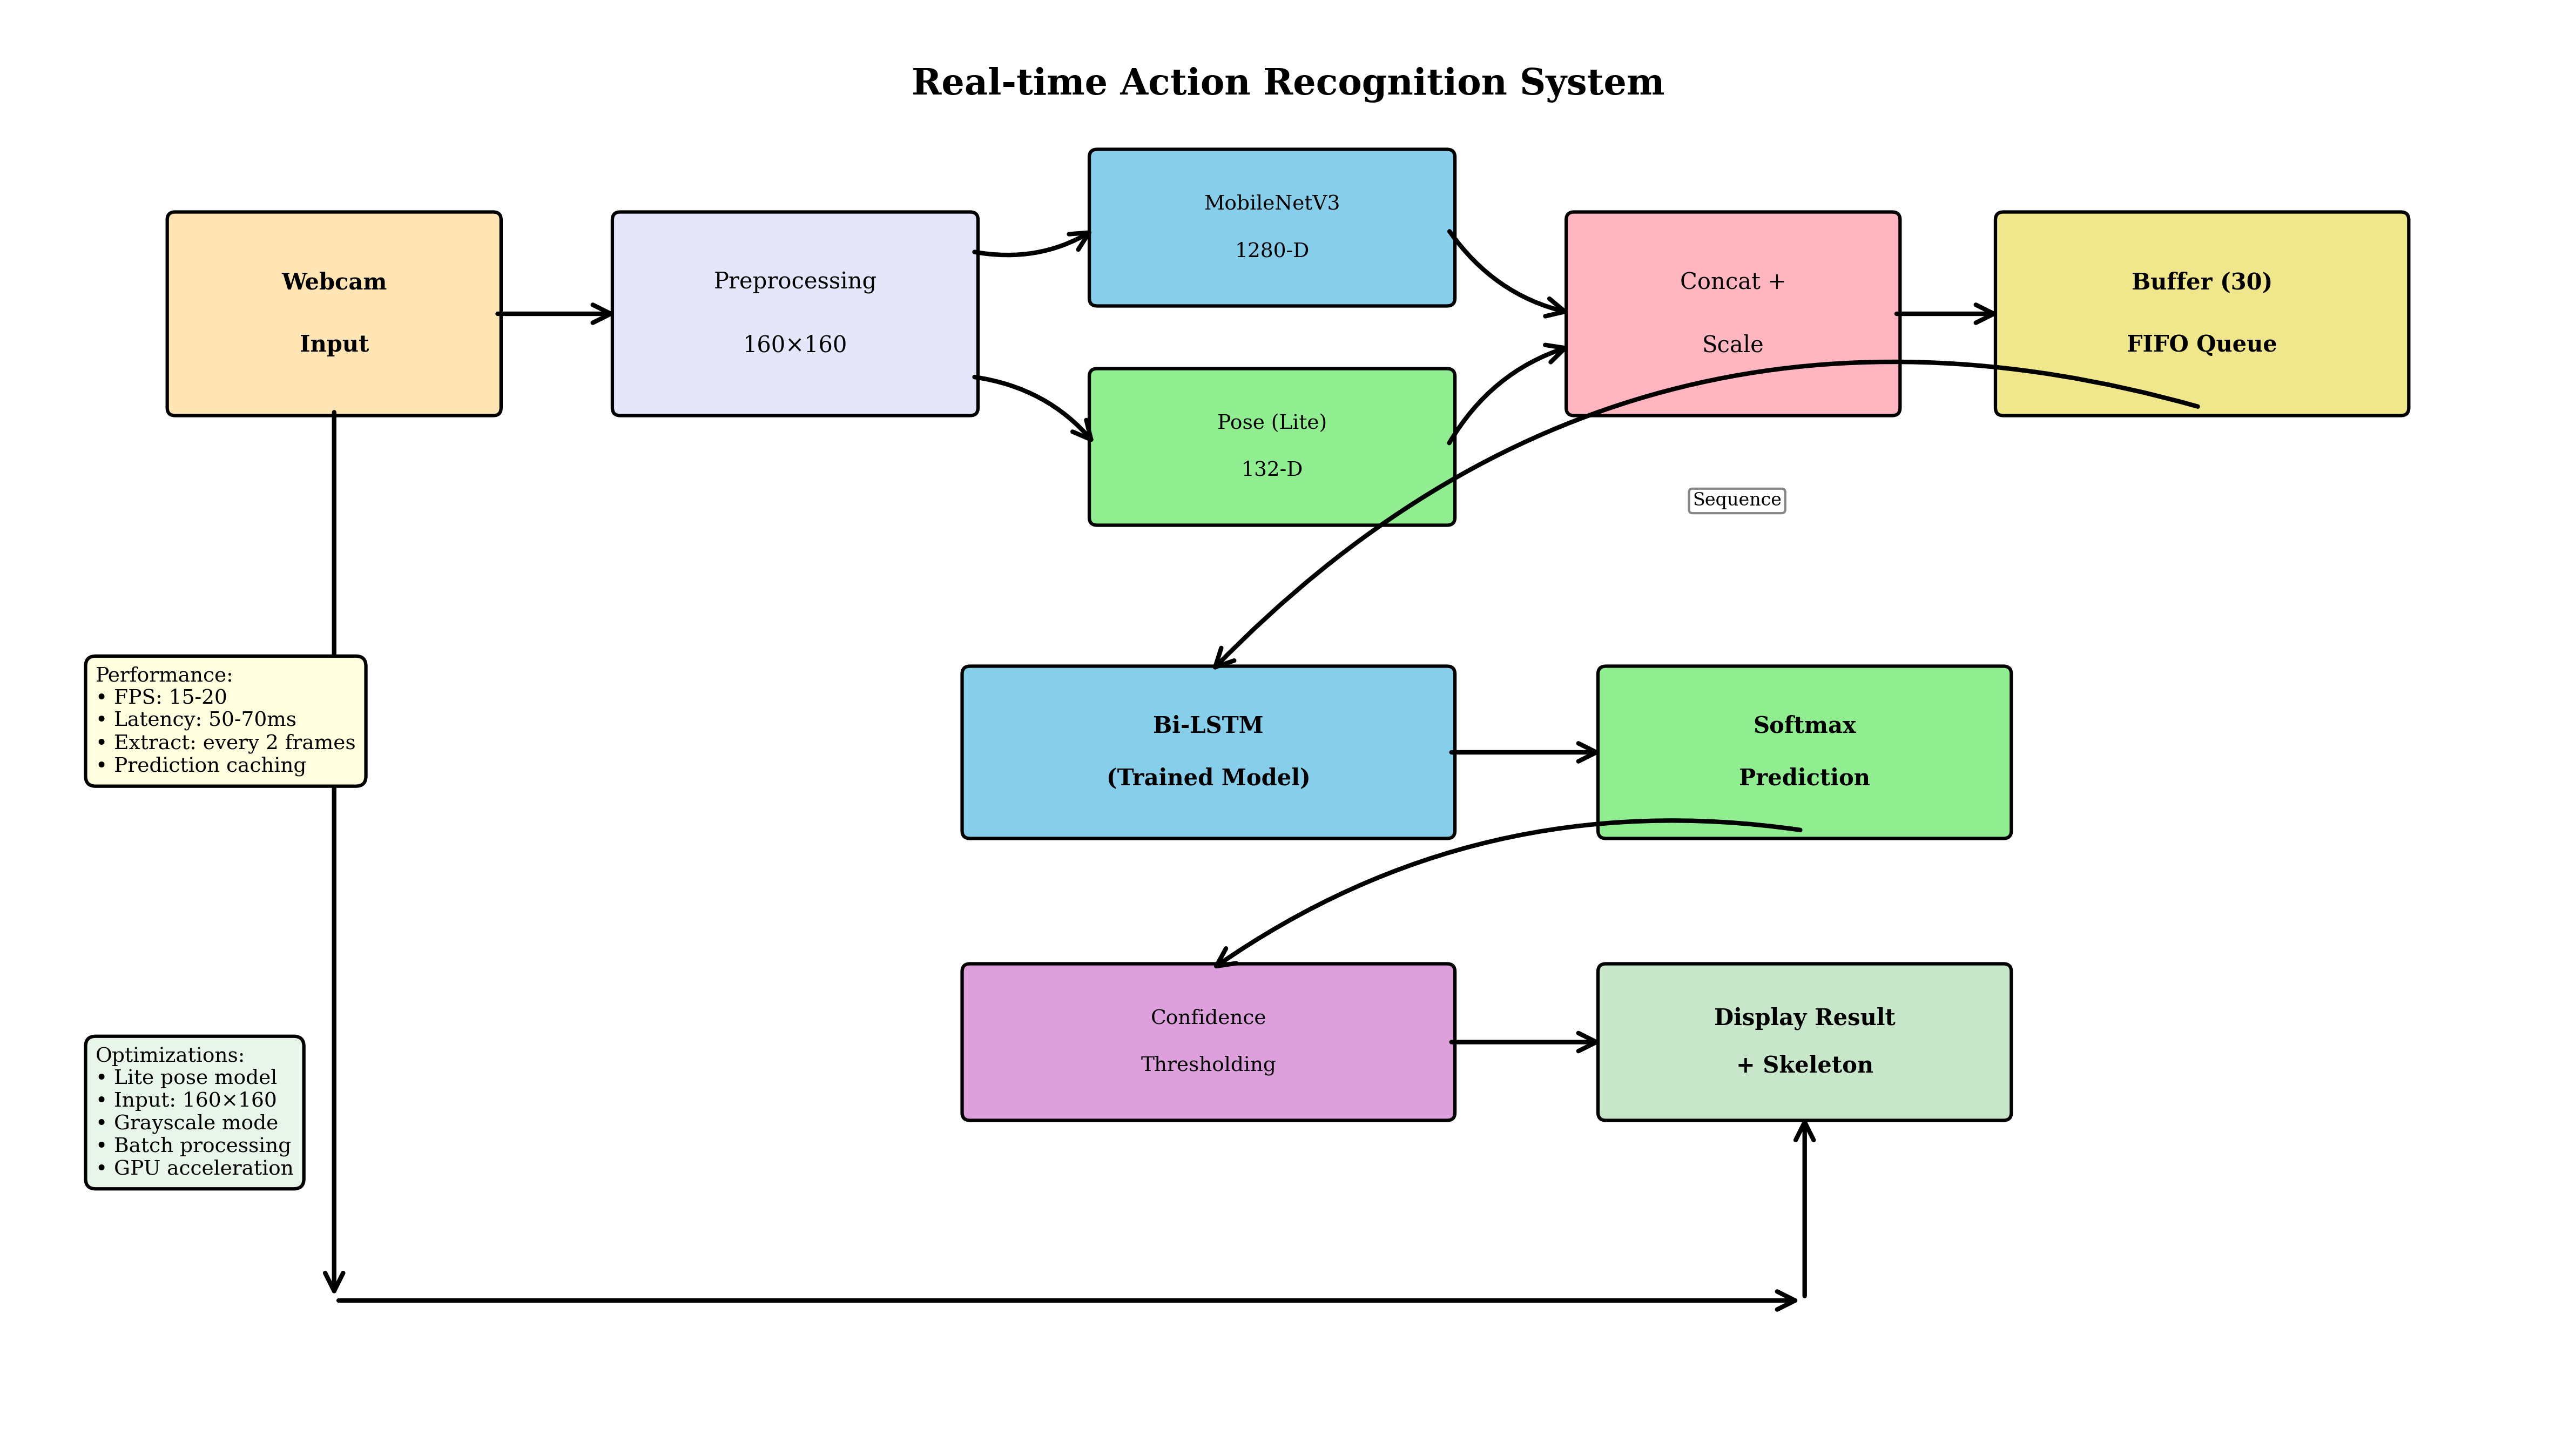 Real-time Action Recognition System
Webcam
Input
Preprocessing
160×160
MobileNetV3
1280-D
Pose (Lite)
132-D
Concat +
Scale
Buffer (30)
FIFO Queue
Sequence
Bi-LSTM
(Trained Model)
Softmax
Prediction
Performance:
• FPS: 15-20
• Latency: 50-70ms
• Extract: every 2 frames
• Prediction caching
Confidence
Thresholding
Display Result
+ Skeleton
Optimizations:
• Lite pose model
• Input: 160×160
• Grayscale mode
• Batch processing
• GPU acceleration